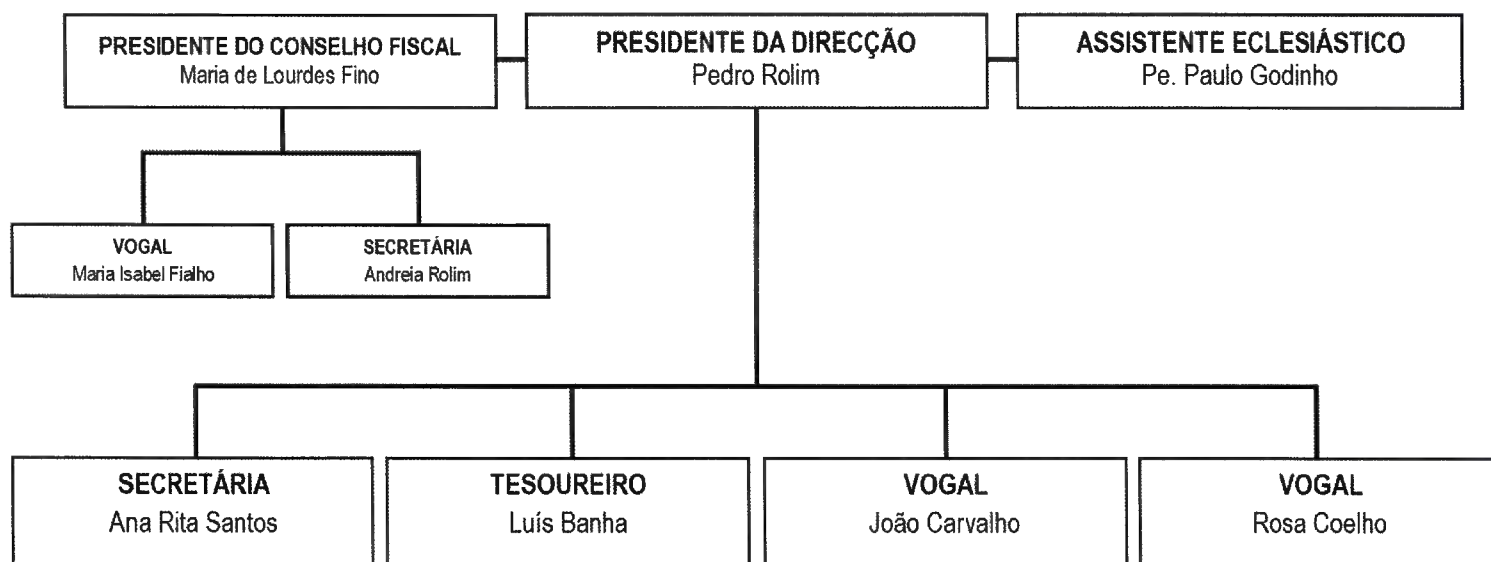 PRESIDENTE DO CONSELHO FISCAL
Maria de Lourdes Fino
PRESIDENTE DA DIRECÇÃO
Pedro Rolim
ASSISTENTE ECLESIÁSTICO
Pe. Paulo Godinho
VOGAL
Maria Isabel Fialho
SECRETÁRIA
Andreia Rolim
SECRETÁRIA
Ana Rita Santos
TESOUREIRO
Luís Banha
VOGAL
João Carvalho
VOGAL
Rosa Coelho